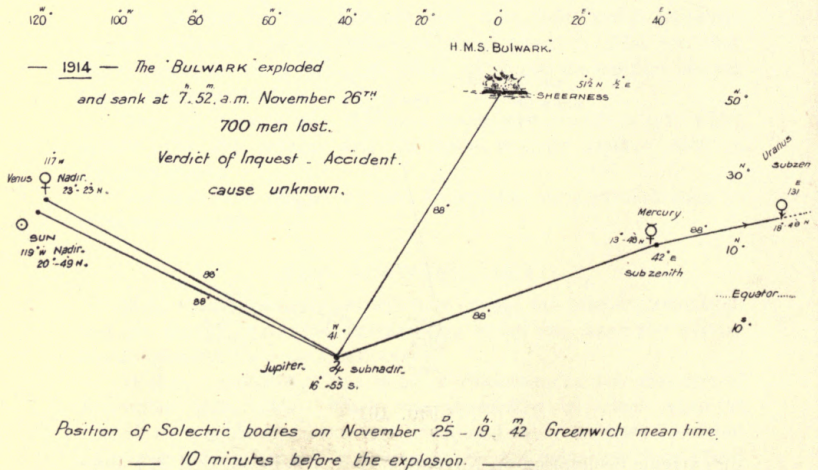 120° W 100° W 80° 60° W 40° W 20° W 0° 20° E 40° E
H.M.S. BULWARK.
— 1914 — The "BULWARK" exploded
and sank at 7.h 52.m a.m. November 26TH
700 men lost.
Verdict of Inquest - Accident.
cause unknown.
SHEERNESS 51½ N ½° E
50° N
30° N
10° N
Equator
10° S
Uranus
subzen
131 E
18°-48 N
117 W
Venus ♀ Nadir.
23°-23 N.
☉ SUN
119° W Nadir.
20°-49 N.
Mercury
☿
13°-48 N
42° E
subzenith
88°
88°
88°
88°
88°
41° W
Jupiter. ♃ subnadir.
16°-55 S.
Position of Solectric bodies on November 25 D. - 19 h. 42 m Greenwich mean time
— 10 minutes before the explosion. —